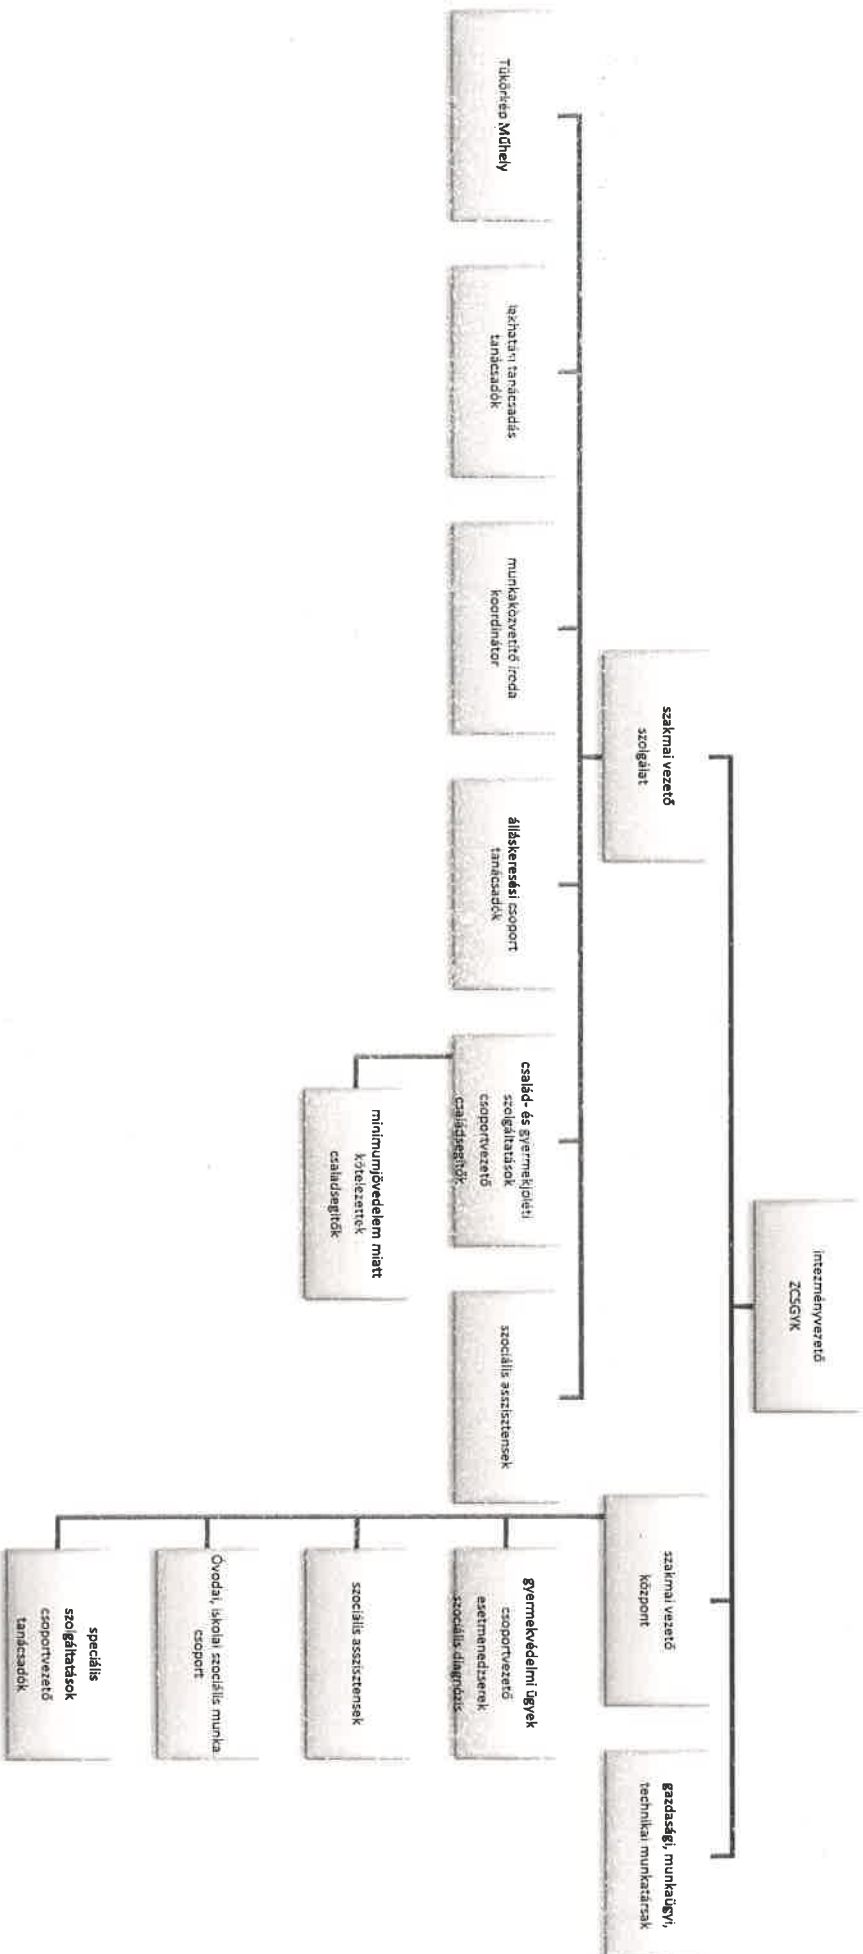 intézményvezető
ZCSGYK
szakmai vezető
szolgálat
szakmai vezető
központ
gazdasági, munkaügyi,
technikai munkatársak
Tükörkép Műhely
lakhatási tanácsadás
tanácsadók
munkaközvetítő iroda
koordinátor
álláskeresési csoport
tanácsadók
család- és gyermekjóléti
szolgáltatások
csoportvezető
családsegítők
szociális asszisztensek
minimumjövedelem miatt
kötelezettek
családsegítők
gyermekvédelmi ügyek
csoportvezető
esetmenedzserek
szociális diagnózis
szociális asszisztensek
Óvodai, iskolai szociális munka
csoport
speciális
szolgáltatások
csoportvezető
tanácsadók